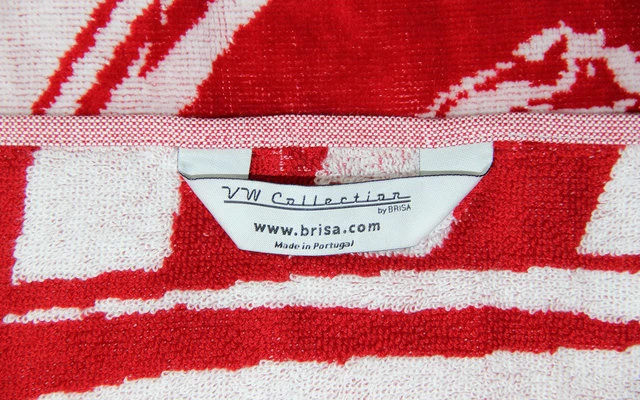 VW Collection
by BRISA
www.brisa.com
Made in Portugal